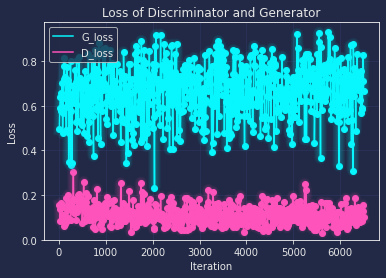 Loss of Discriminator and Generator
G_loss
D_loss
Loss
0.8
0.6
0.4
0.2
0.0
0 1000 2000 3000 4000 5000 6000
Iteration